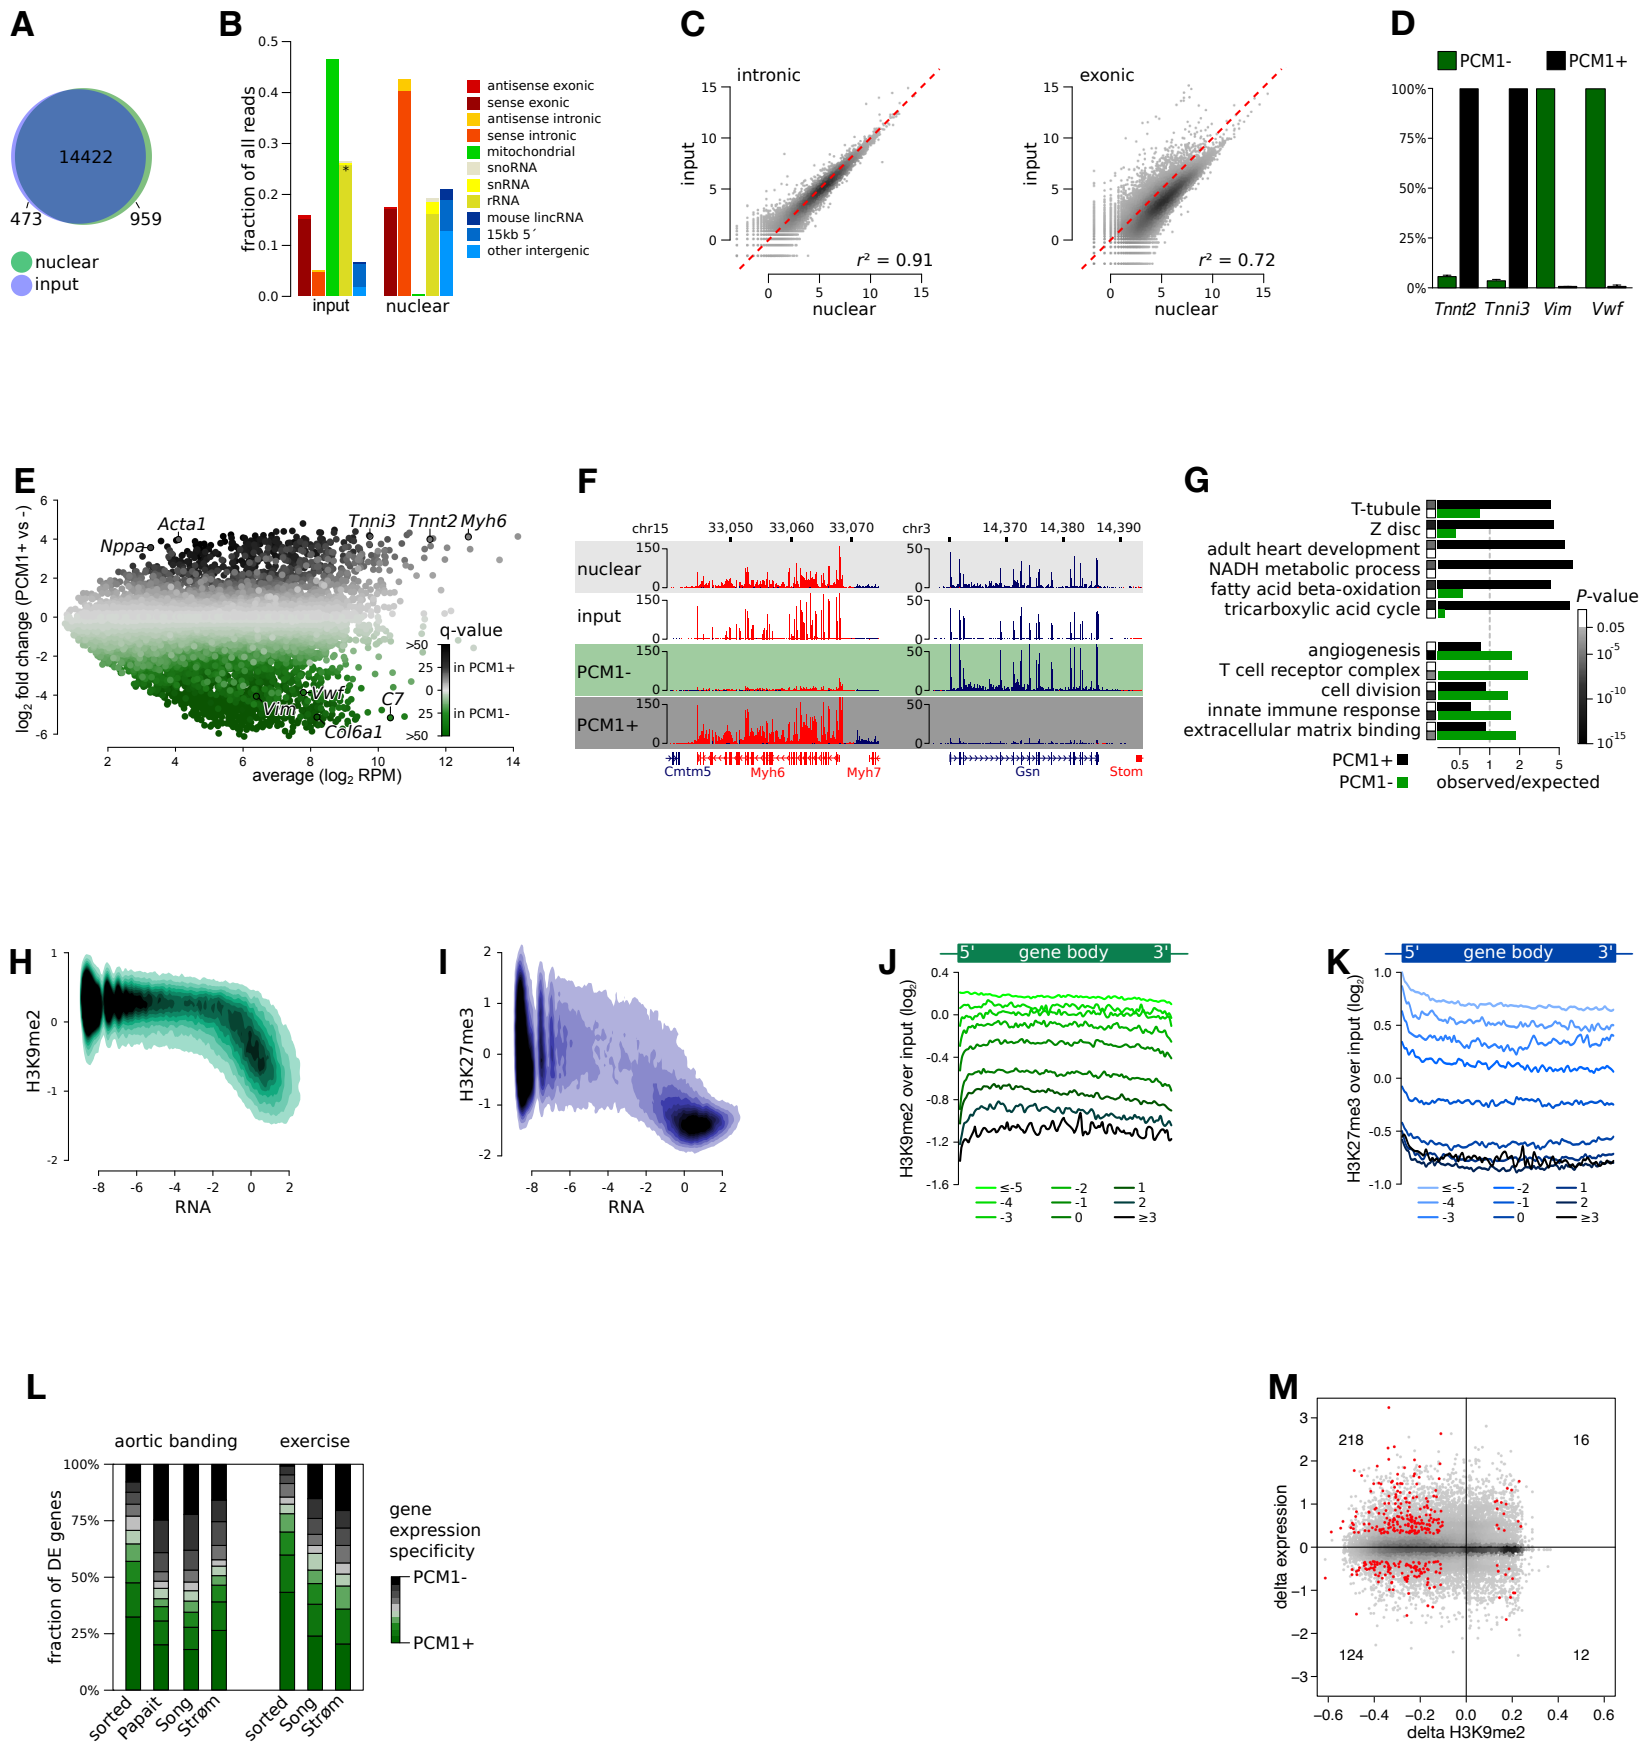 A
14422
473
959
nuclear
input
B
fraction of all reads
0.5
0.4
0.3
0.2
0.1
0.0
*
input
nuclear
antisense exonic
sense exonic
antisense intronic
sense intronic
mitochondrial
snoRNA
snRNA
rRNA
mouse lincRNA
15kb 5´
other intergenic
C
intronic
input
15
10
5
0
r² = 0.91
0 5 10 15
nuclear
exonic
input
15
10
5
0
r² = 0.72
0 5 10 15
nuclear
D
PCM1-
PCM1+
100%
75%
50%
25%
0%
Tnnt2 Tnni3 Vim Vwf
E
log2 fold change (PCM1+ vs -)
6
4
2
0
-2
-4
-6
Acta1
Nppa
Tnni3
Tnnt2
Myh6
Vwf
Vim
C7
Col6a1
q-value
>50
25
0
25
>50
in PCM1+
in PCM1-
2 4 6 8 10 12 14
average (log2 RPM)
F
chr15
33,050 33,060 33,070
chr3
14,370 14,380 14,390
nuclear
150
0
50
0
input
150
0
50
0
PCM1-
150
0
50
0
PCM1+
150
0
50
0
Cmtm5
Myh6
Myh7
Gsn
Stom
G
T-tubule
Z disc
adult heart development
NADH metabolic process
fatty acid beta-oxidation
tricarboxylic acid cycle
angiogenesis
T cell receptor complex
cell division
innate immune response
extracellular matrix binding
PCM1+
PCM1-
0.5 1 2 5
observed/expected
P-value
0.05
10-5
10-10
10-15
H
H3K9me2
1
0
-1
-2
-8 -6 -4 -2 0 2
RNA
I
H3K27me3
2
1
0
-1
-2
-8 -6 -4 -2 0 2
RNA
J
5' gene body 3'
H3K9me2 over input (log2)
0.4
0.0
-0.4
-0.8
-1.2
-1.6
≤-5 -2 1
-4 -1 2
-3 0 ≥3
K
5' gene body 3'
H3K27me3 over input (log2)
1.0
0.5
0.0
-0.5
-1.0
≤-5 -2 1
-4 -1 2
-3 0 ≥3
L
aortic banding
exercise
fraction of DE genes
100%
75%
50%
25%
0%
sorted
Papait
Song
Strøm
sorted
Song
Strøm
gene
expression
specificity
PCM1-
PCM1+
M
delta expression
3
2
1
0
−1
−2
−3
218
16
124
12
−0.6 −0.4 −0.2 0.0 0.2 0.4 0.6
delta H3K9me2